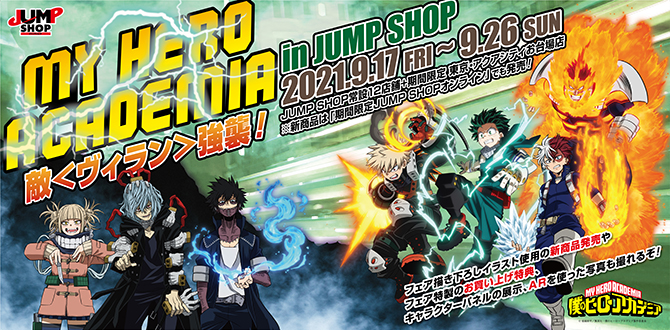 JUMP
SHOP
MY HERO
ACADEMIA
in JUMP SHOP
2021.9.17 FRI～9.26 SUN
JUMP SHOP常設12店舗+期間限定 東京・アクアシティお台場店
※新商品は「期間限定JUMP SHOPオンライン」でも発売！
敵＜ヴィラン＞強襲！
フェア描き下ろしイラスト使用の新商品発売や
フェア特製のお買い上げ特典、
キャラクターパネルの展示、ARを使った写真も撮れるぞ！
MY HERO ACADEMIA
僕のヒーローアカデミア